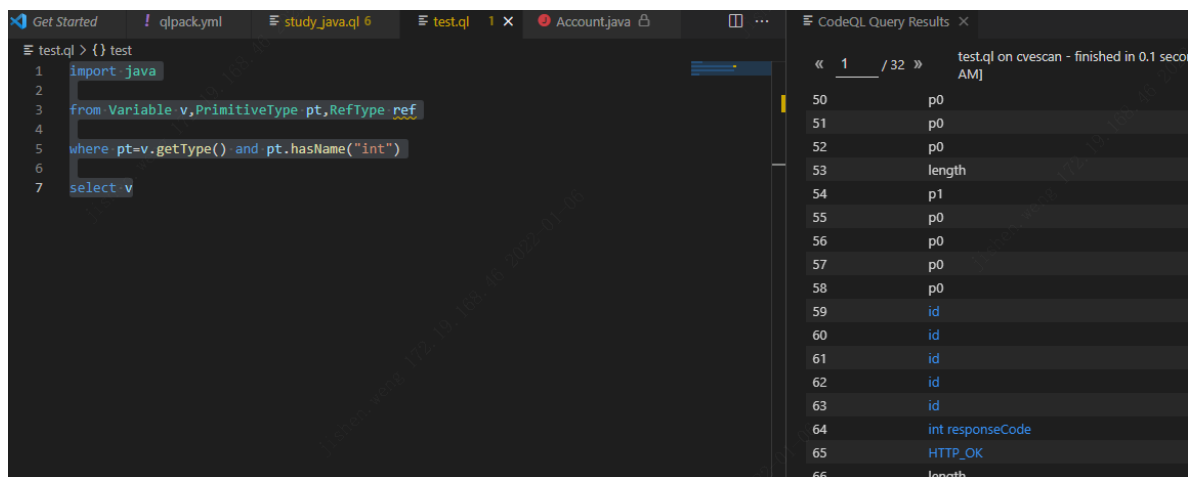 Get Started
! qlpack.yml
study_java.ql 6
test.ql 1
Account.java
CodeQL Query Results
test.ql > {} test
1 import java
2
3 from Variable v,PrimitiveType pt,RefType ref
4
5 where pt=v.getType() and pt.hasName("int")
6
7 select v
« 1 / 32 »
test.ql on cvescan - finished in 0.1 secon
AM]
50 p0
51 p0
52 p0
53 length
54 p1
55 p0
56 p0
57 p0
58 p0
59 id
60 id
61 id
62 id
63 id
64 int responseCode
65 HTTP_OK
66 length